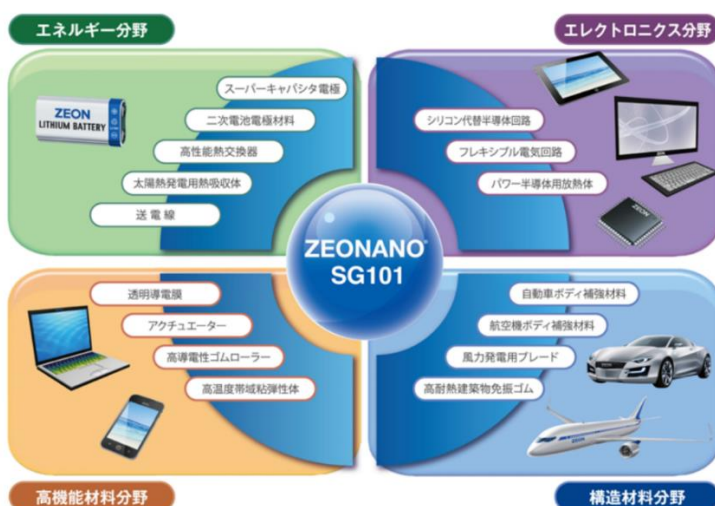 エネルギー分野
エレクトロニクス分野
ZEON
LITHIUM BATTERY
スーパーキャパシタ電極
二次電池電極材料
高性能熱交換器
太陽熱発電用熱吸収体
送電線
シリコン代替半導体回路
フレキシブル電気回路
パワー半導体用放熱体
ZEON
ZEONANO®
SG101
透明導電膜
アクチュエーター
高導電性ゴムローラー
高温度帯域粘弾性体
自動車ボディ補強材料
航空機ボディ補強材料
風力発電用ブレード
高耐熱建築物免振ゴム
高機能材料分野
構造材料分野